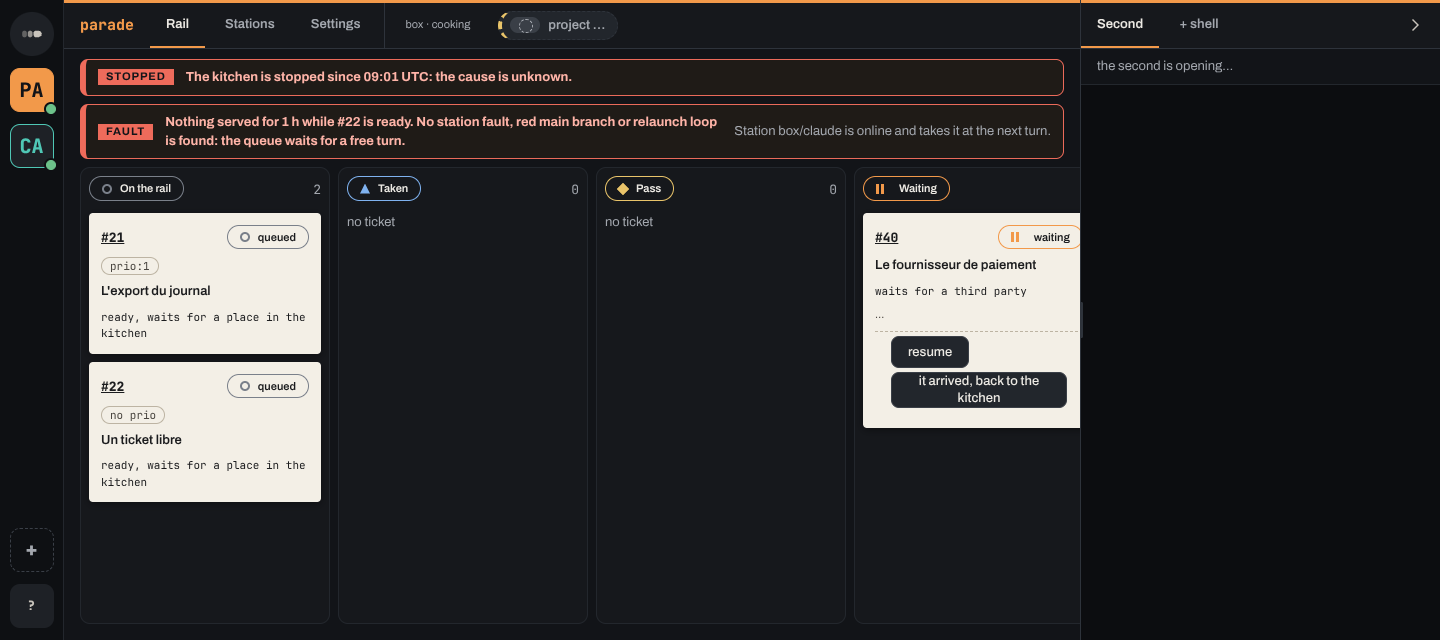 parade Rail Stations Settings box · cooking project ... Second + shell
PA
CA
the second is opening...
STOPPED The kitchen is stopped since 09:01 UTC: the cause is unknown.
FAULT Nothing served for 1 h while #22 is ready. No station fault, red main branch or relaunch loop
is found: the queue waits for a free turn.
Station box/claude is online and takes it at the next turn.
On the rail 2
#21 queued
prio:1
L'export du journal
ready, waits for a place in the
kitchen
#22 queued
no prio
Un ticket libre
ready, waits for a place in the
kitchen
Taken 0
no ticket
Pass 0
no ticket
Waiting
#40 waiting
Le fournisseur de paiement
waits for a third party
...
resume
it arrived, back to the
kitchen
+
?